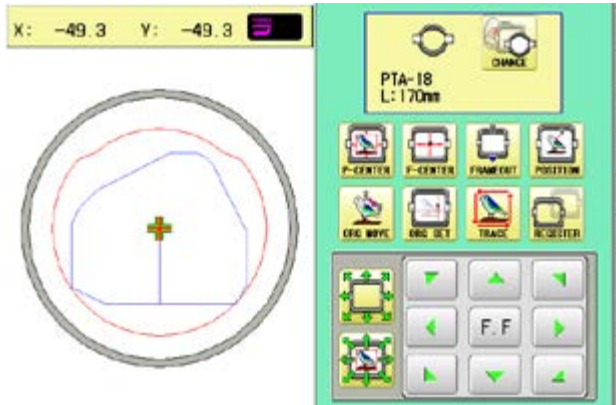 X: -49.3 Y: -49.3
CHANGE
PTA-18
L:170mm
P-CENTER F-CENTER FRAMEOUT POSITION
ORG MOVE ORG SET TRACE REGISTER
F.F